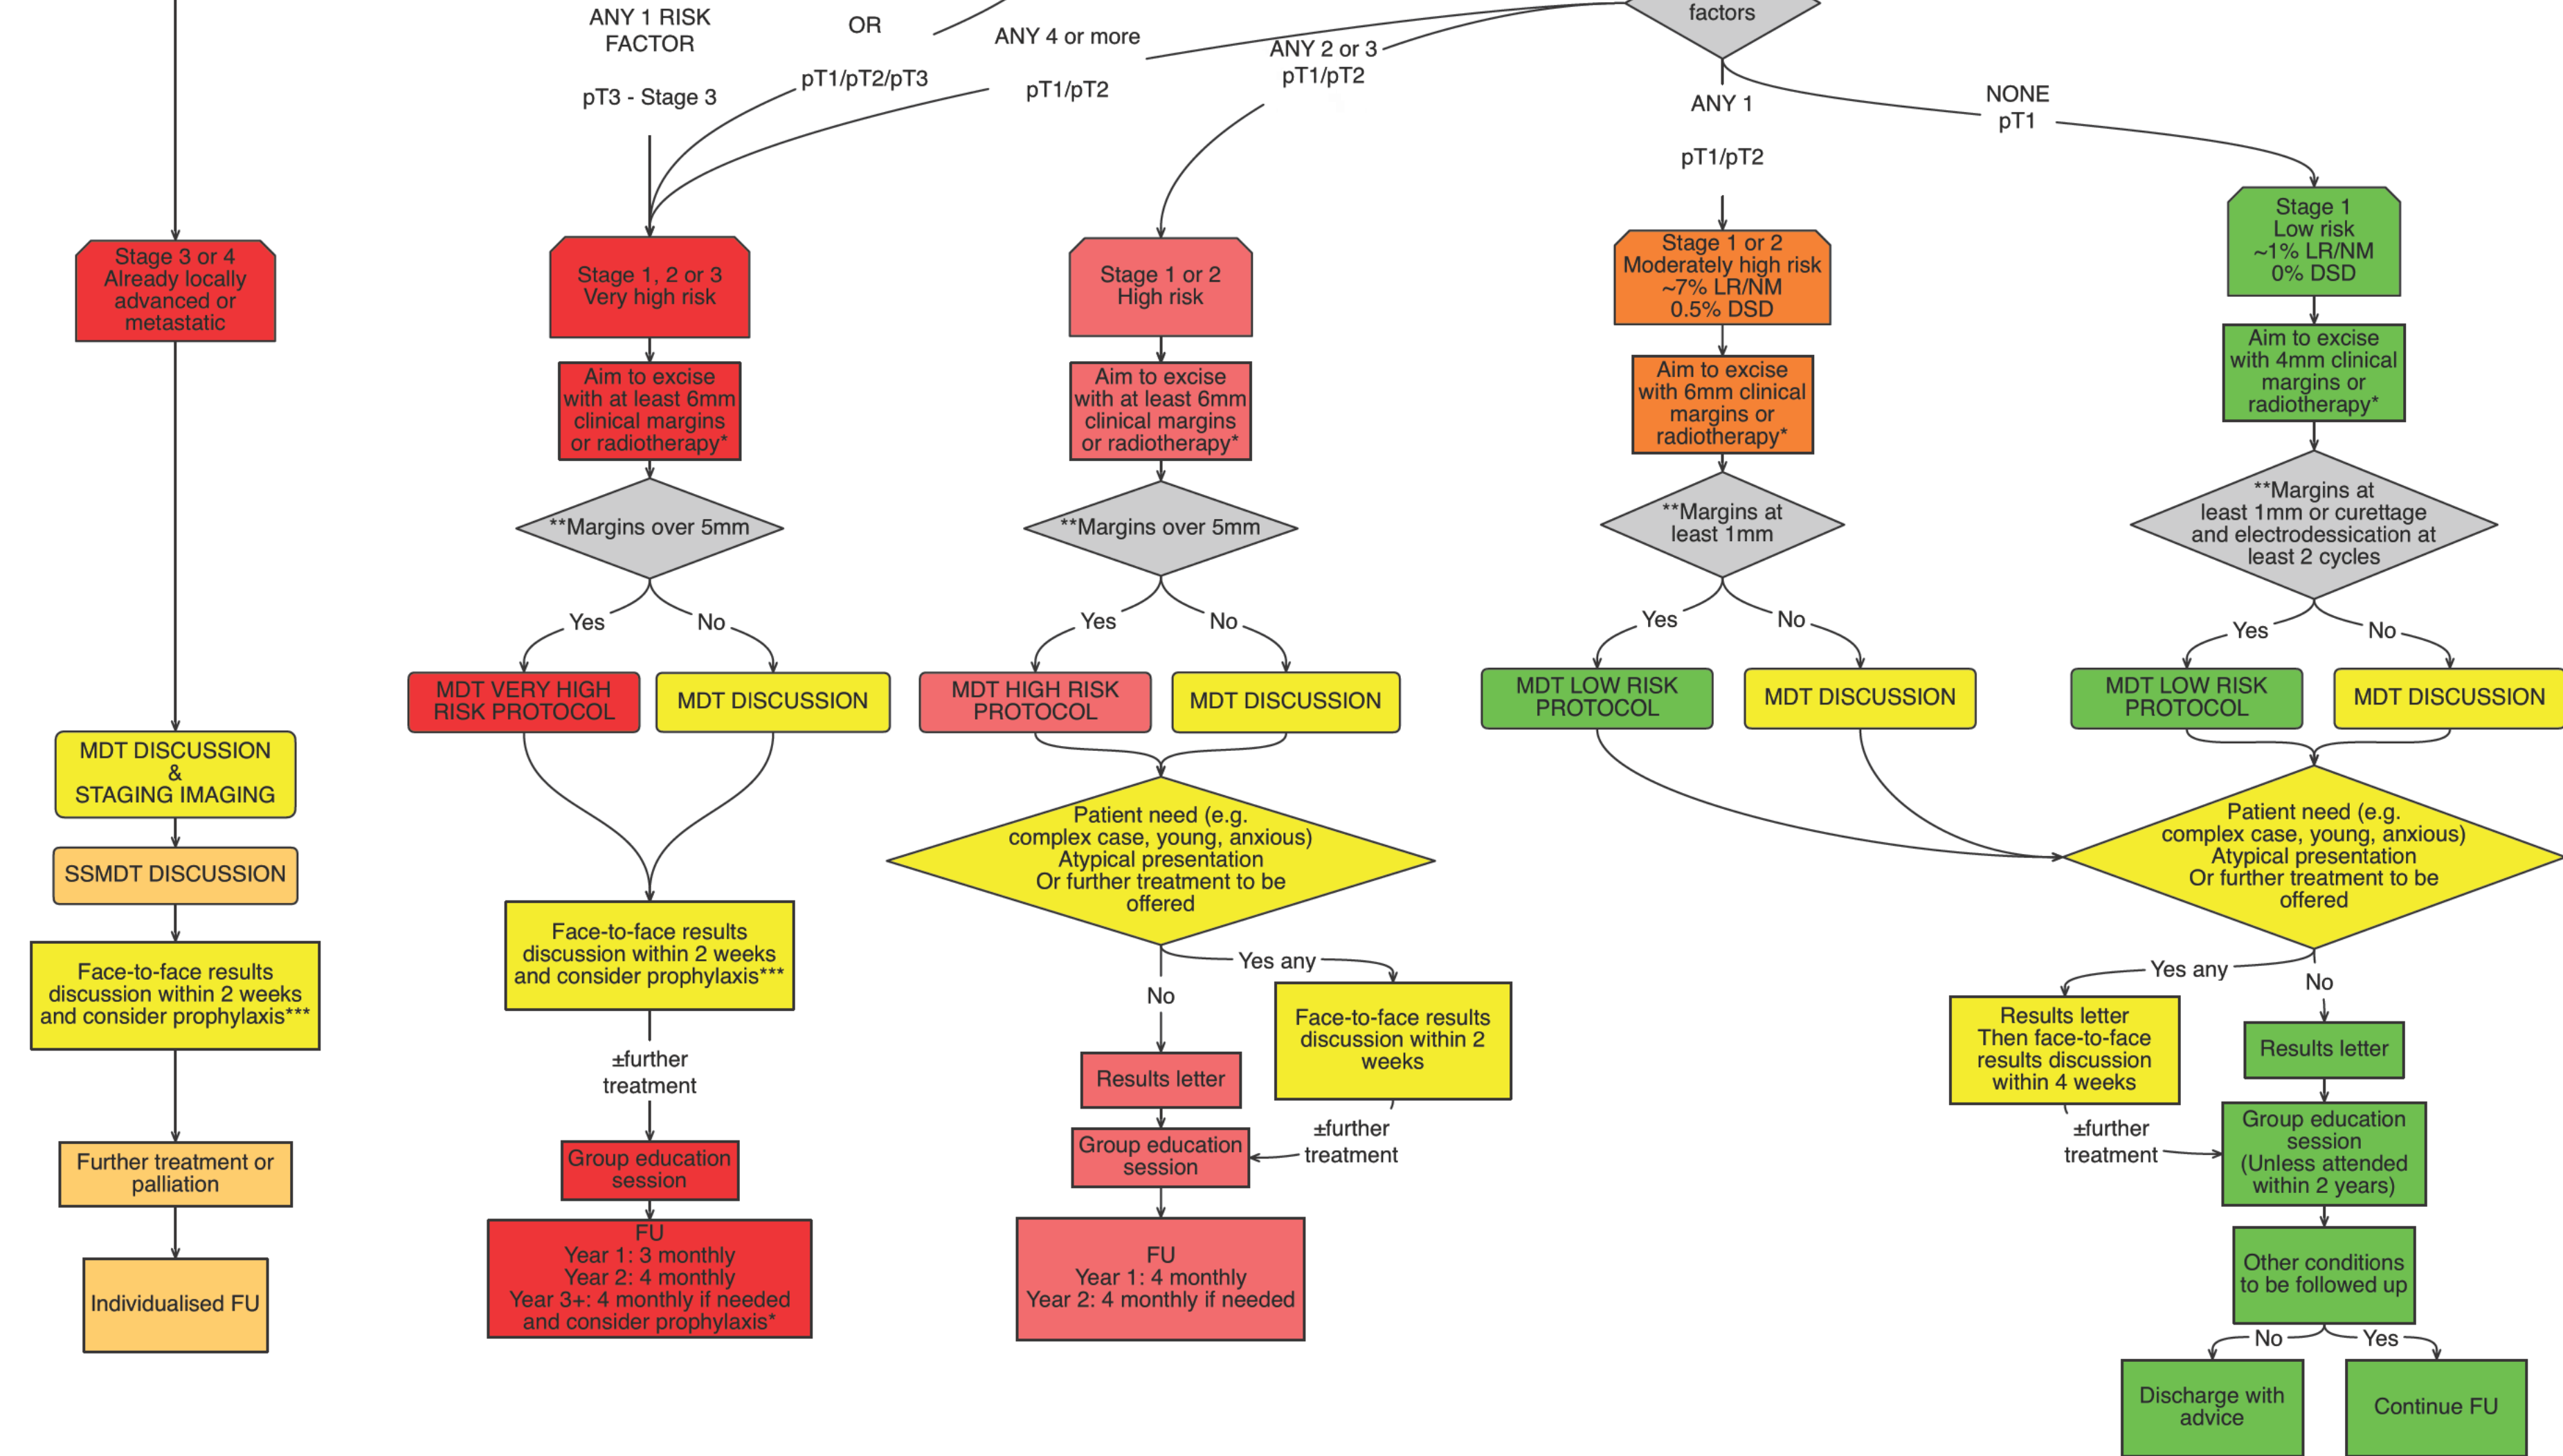 factors
ANY 1 RISK
FACTOR
pT3 - Stage 3
OR
pT1/pT2/pT3
ANY 4 or more
pT1/pT2
ANY 2 or 3
pT1/pT2
ANY 1
pT1/pT2
NONE
pT1
Stage 3 or 4
Already locally
advanced or
metastatic
MDT DISCUSSION
&
STAGING IMAGING
SSMDT DISCUSSION
Face-to-face results
discussion within 2 weeks
and consider prophylaxis***
Further treatment or
palliation
Individualised FU
Stage 1, 2 or 3
Very high risk
Aim to excise
with at least 6mm
clinical margins
or radiotherapy*
**Margins over 5mm
Yes
No
MDT VERY HIGH
RISK PROTOCOL
MDT DISCUSSION
Face-to-face results
discussion within 2 weeks
and consider prophylaxis***
±further
treatment
Group education
session
FU
Year 1: 3 monthly
Year 2: 4 monthly
Year 3+: 4 monthly if needed
and consider prophylaxis*
Stage 1 or 2
High risk
Aim to excise
with at least 6mm
clinical margins
or radiotherapy*
**Margins over 5mm
Yes
No
MDT HIGH RISK
PROTOCOL
MDT DISCUSSION
Patient need (e.g.
complex case, young, anxious)
Atypical presentation
Or further treatment to be
offered
Yes any
No
Face-to-face results
discussion within 2
weeks
Results letter
±further
treatment
Group education
session
FU
Year 1: 4 monthly
Year 2: 4 monthly if needed
Stage 1 or 2
Moderately high risk
~7% LR/NM
0.5% DSD
Aim to excise
with 6mm clinical
margins or
radiotherapy*
**Margins at
least 1mm
Yes
No
MDT LOW RISK
PROTOCOL
MDT DISCUSSION
Stage 1
Low risk
~1% LR/NM
0% DSD
Aim to excise
with 4mm clinical
margins or
radiotherapy*
**Margins at
least 1mm or curettage
and electrodessication at
least 2 cycles
Yes
No
MDT LOW RISK
PROTOCOL
MDT DISCUSSION
Patient need (e.g.
complex case, young, anxious)
Atypical presentation
Or further treatment to be
offered
Yes any
No
Results letter
Then face-to-face
results discussion
within 4 weeks
Results letter
±further
treatment
Group education
session
(Unless attended
within 2 years)
Other conditions
to be followed up
No
Yes
Discharge with
advice
Continue FU